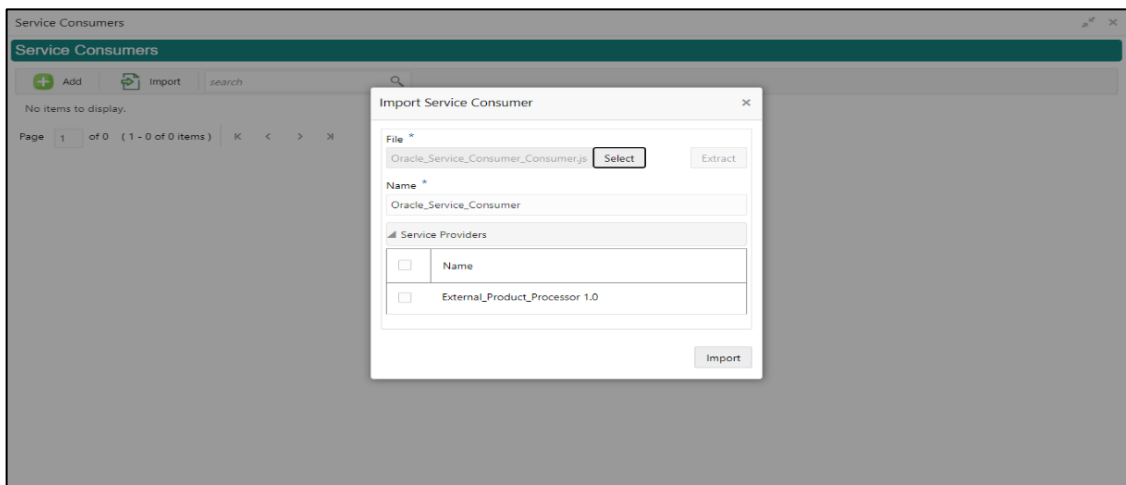 Service Consumers
Service Consumers
Add Import search
No items to display.
Page 1 of 0 (1 - 0 of 0 items) K < > >|
Import Service Consumer ×
File *
Oracle_Service_Consumer_Consumer.js Select Extract
Name *
Oracle_Service_Consumer
Service Providers
Name
External_Product_Processor 1.0
Import